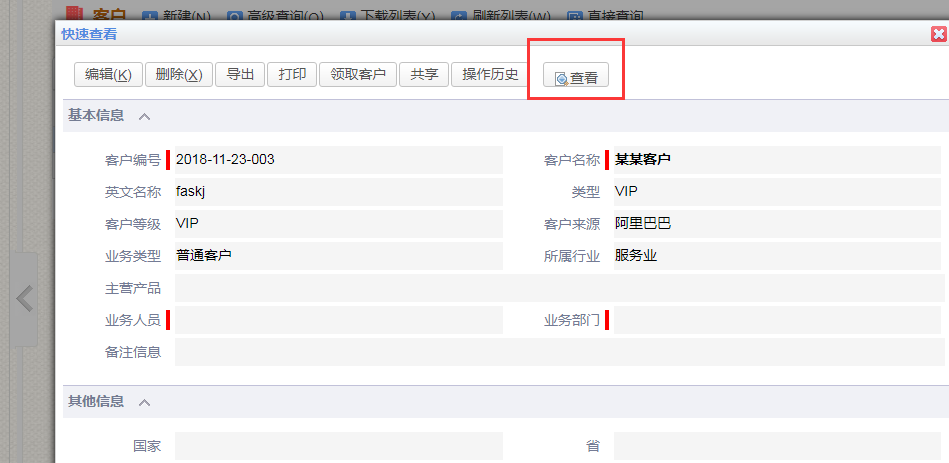 客户 新建(N) 高级查询(Q) 下载列表(Y) 刷新列表(W) 直接查询
快速查看
编辑(K) 删除(X) 导出 打印 领取客户 共享 操作历史 查看
基本信息
客户编号 2018-11-23-003 客户名称 某某客户
英文名称 faskj 类型 VIP
客户等级 VIP 客户来源 阿里巴巴
业务类型 普通客户 所属行业 服务业
主营产品
业务人员 业务部门
备注信息
其他信息
国家 省